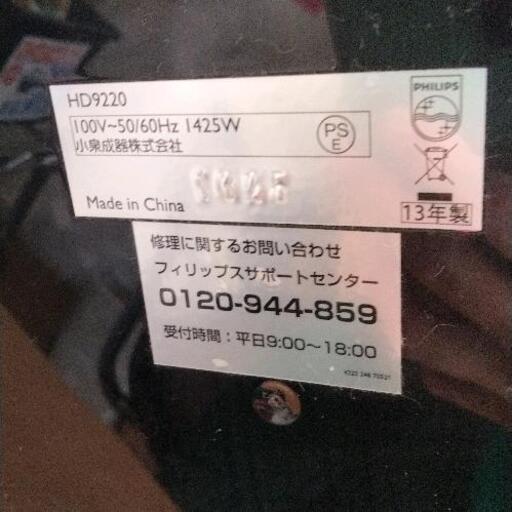 HD9220
100V~50/60Hz 1425W
小泉成器株式会社
PS
E
PHILIPS
Made in China
13年製
修理に関するお問い合わせ
フィリップスサポートセンター
0120-944-859
受付時間：平日9:00〜18:00